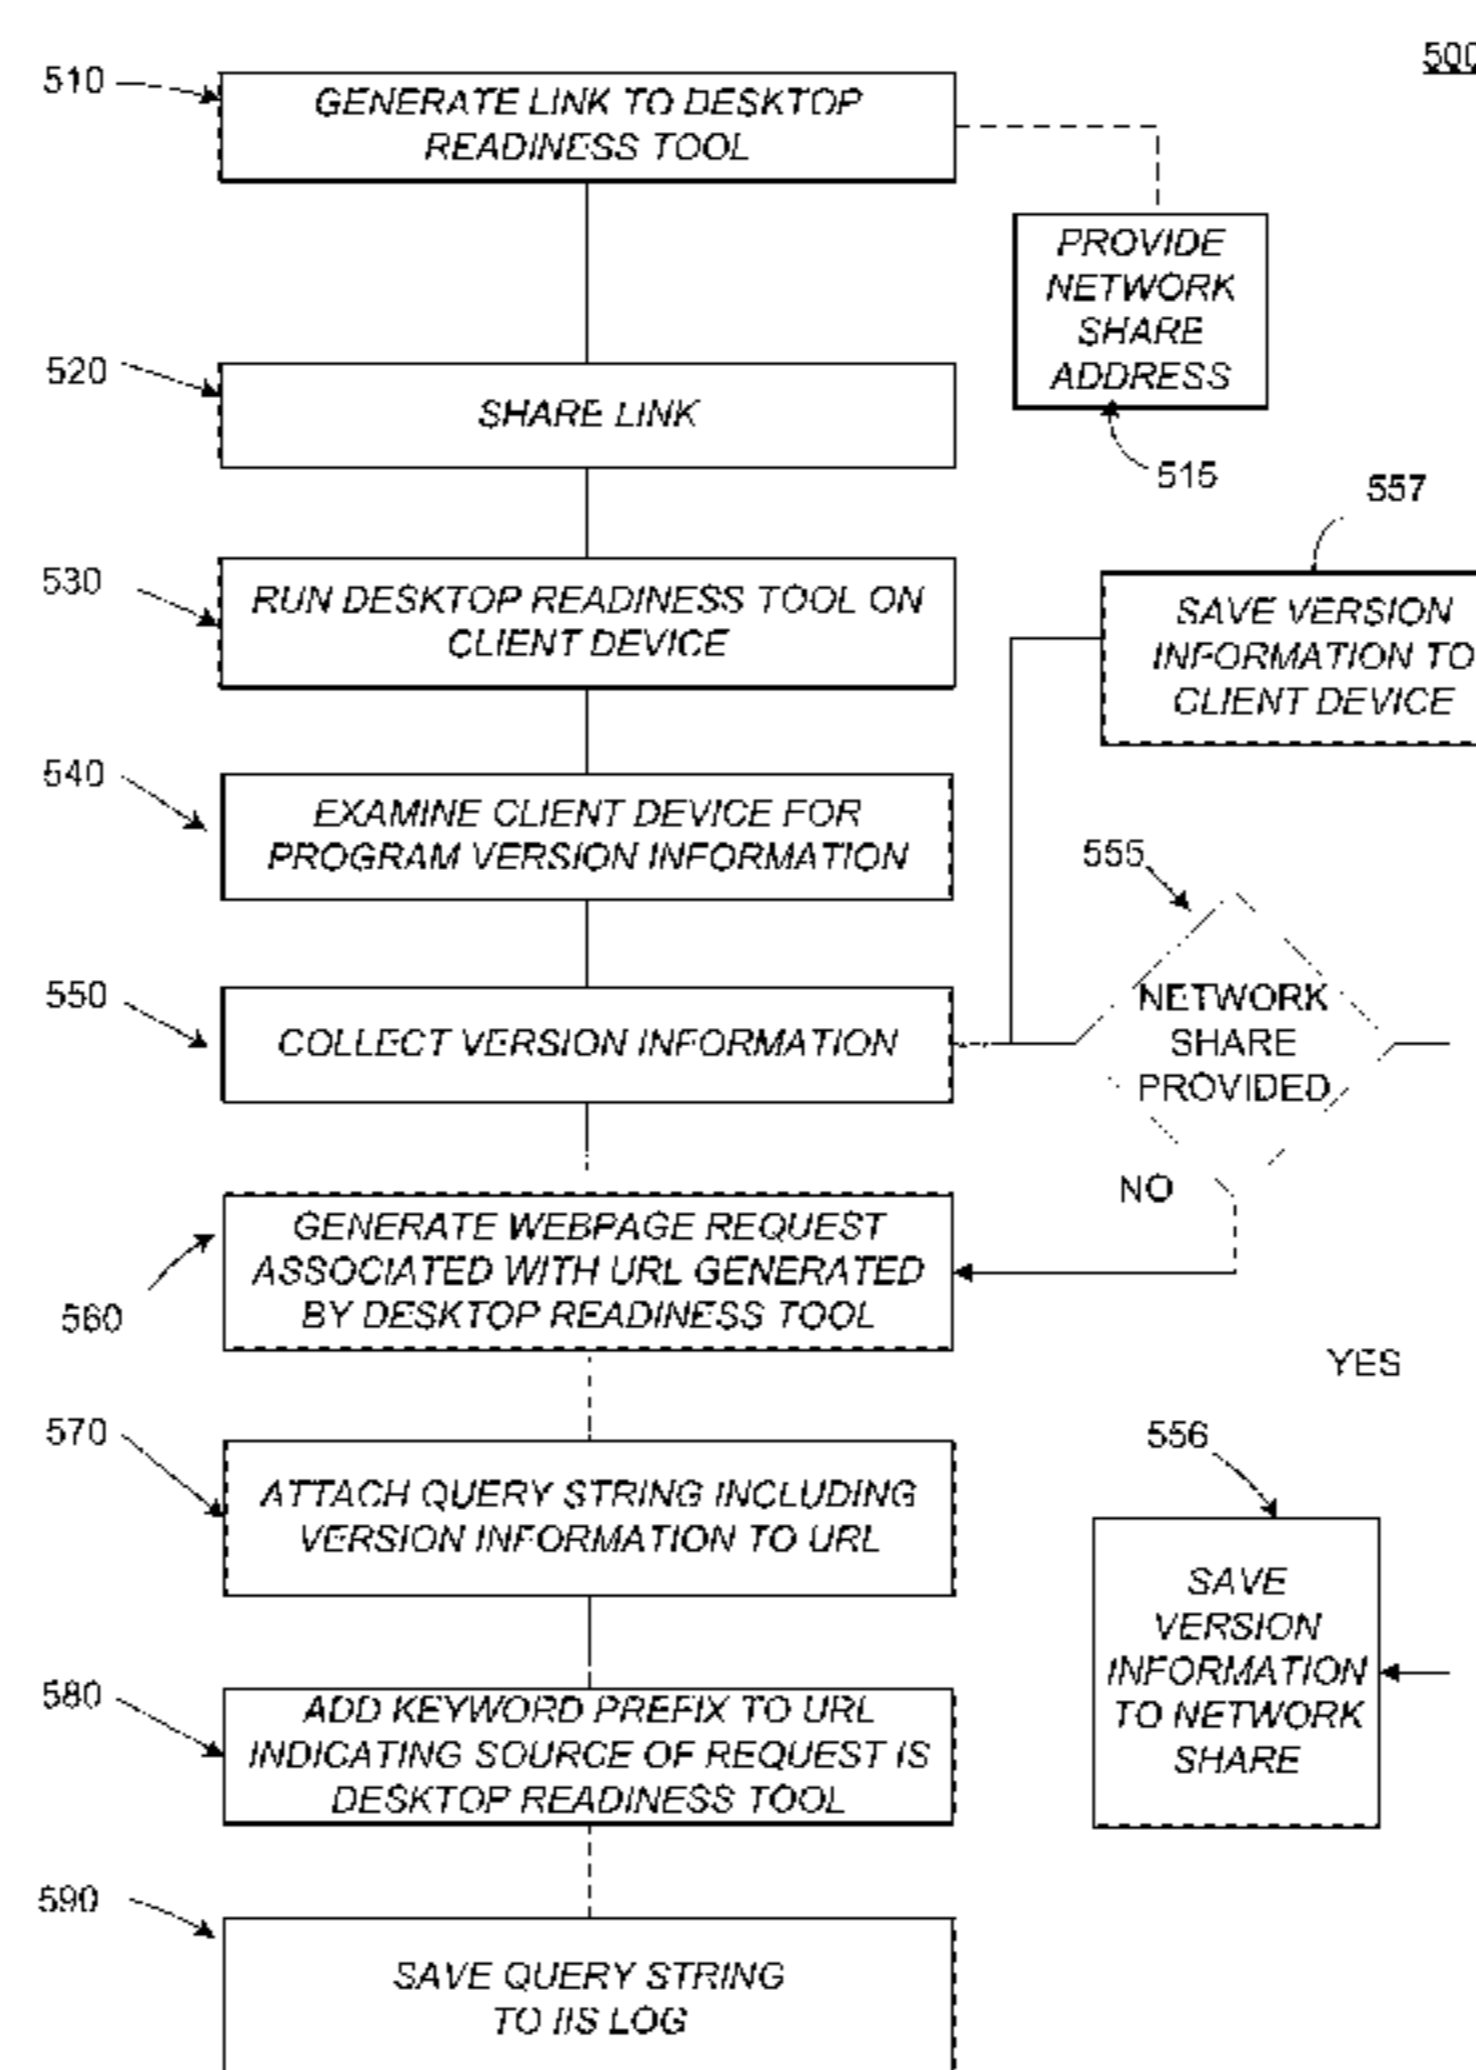 500
510
GENERATE LINK TO DESKTOP
READINESS TOOL
PROVIDE
NETWORK
SHARE
ADDRESS
515
520
SHARE LINK
557
SAVE VERSION
INFORMATION TO
CLIENT DEVICE
530
RUN DESKTOP READINESS TOOL ON
CLIENT DEVICE
540
EXAMINE CLIENT DEVICE FOR
PROGRAM VERSION INFORMATION
555
NETWORK
SHARE
PROVIDED
550
COLLECT VERSION INFORMATION
NO
560
GENERATE WEBPAGE REQUEST
ASSOCIATED WITH URL GENERATED
BY DESKTOP READINESS TOOL
YES
570
ATTACH QUERY STRING INCLUDING
VERSION INFORMATION TO URL
556
SAVE
VERSION
INFORMATION
TO NETWORK
SHARE
580
ADD KEYWORD PREFIX TO URL
INDICATING SOURCE OF REQUEST IS
DESKTOP READINESS TOOL
590
SAVE QUERY STRING
TO IIS LOG